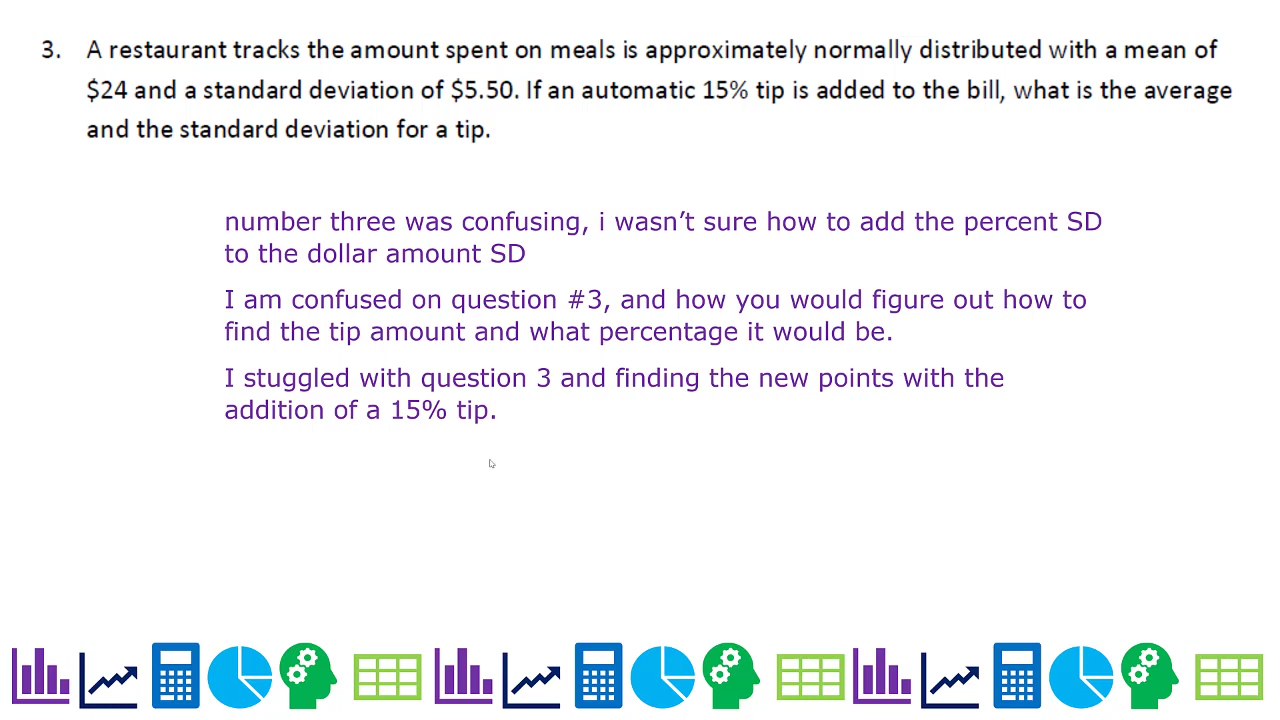 3. A restaurant tracks the amount spent on meals is approximately normally distributed with a mean of
$24 and a standard deviation of $5.50. If an automatic 15% tip is added to the bill, what is the average
and the standard deviation for a tip.
number three was confusing, i wasn’t sure how to add the percent SD
to the dollar amount SD
I am confused on question #3, and how you would figure out how to
find the tip amount and what percentage it would be.
I stuggled with question 3 and finding the new points with the
addition of a 15% tip.